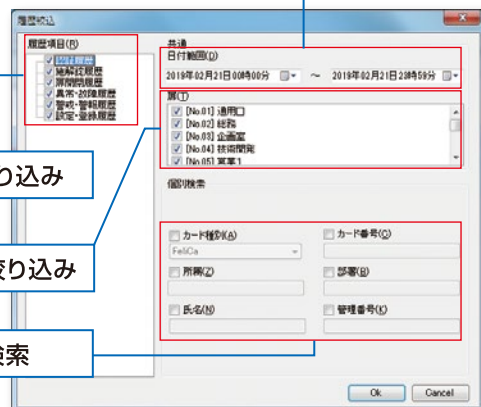 履歴絞込
履歴項目(R)
操作履歴
施解錠履歴
扉開閉履歴
異常・故障履歴
警戒・警報履歴
設定・登録履歴
共通
日付範囲(D)
2019年02月21日00時00分 ～ 2019年02月21日23時59分
扉(T)
[No.01] 通用口
[No.02] 総務
[No.03] 企画室
[No.04] 技術開発
[No.05] 営業1
り込み
絞り込み
検索
個別検索
カード種別(A)
カード番号(C)
FeliCa
所属(Z)
部署(B)
氏名(N)
管理番号(K)
Ok
Cancel